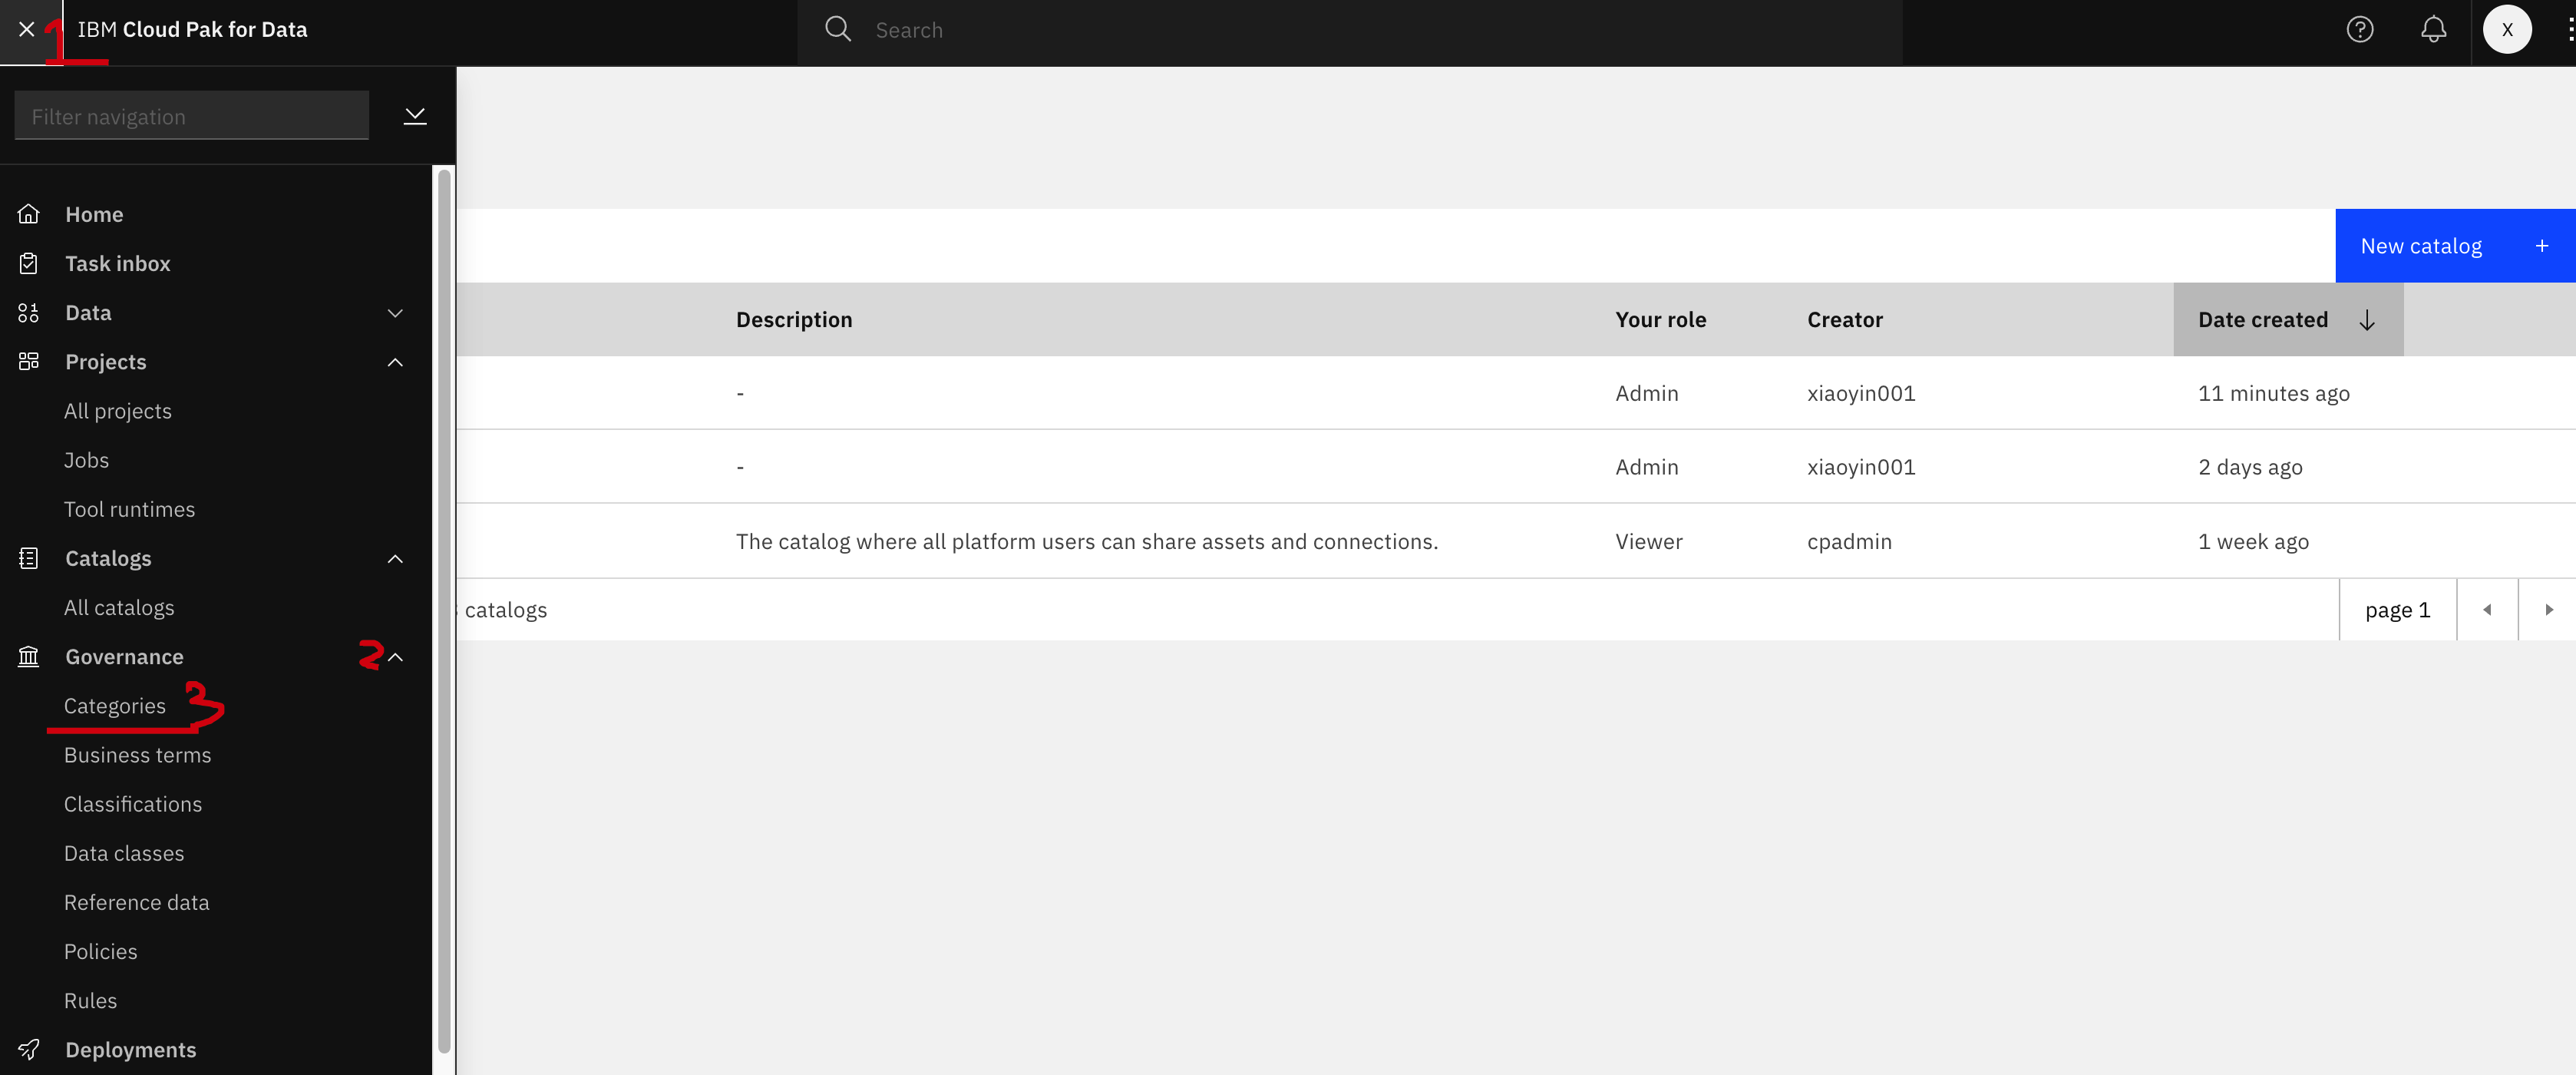 1 IBM Cloud Pak for Data
Search
X
Filter navigation
Home
Task inbox
Data
Projects
All projects
Jobs
Tool runtimes
Catalogs
All catalogs
Governance 2
Categories 3
Business terms
Classifications
Data classes
Reference data
Policies
Rules
Deployments
New catalog +
Description Your role Creator Date created
- Admin xiaoyin001 11 minutes ago
- Admin xiaoyin001 2 days ago
The catalog where all platform users can share assets and connections. Viewer cpadmin 1 week ago
catalogs page 1